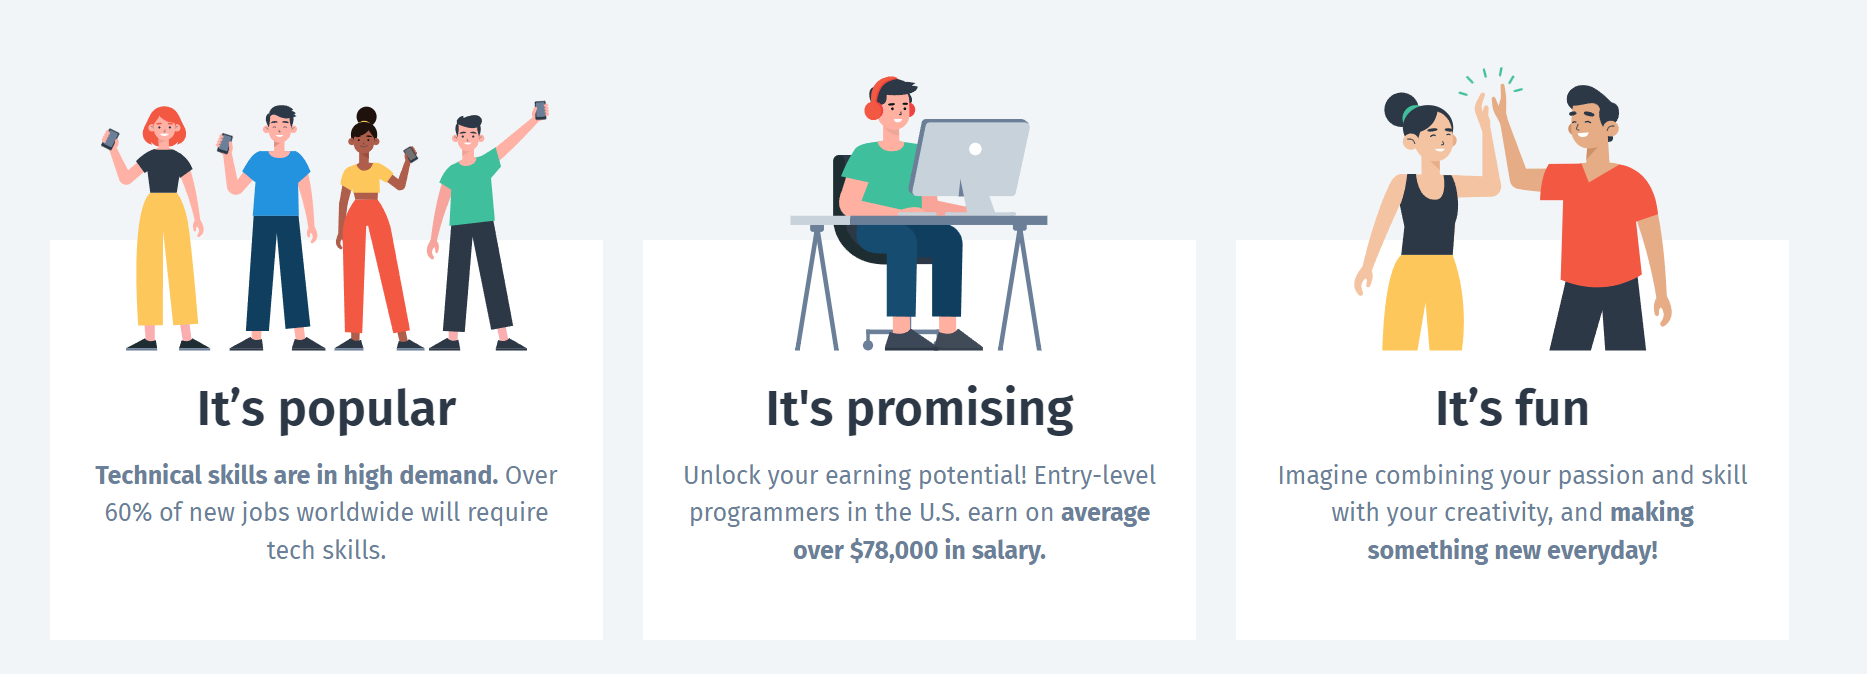 It’s popular
Technical skills are in high demand. Over
60% of new jobs worldwide will require
tech skills.
It's promising
Unlock your earning potential! Entry-level
programmers in the U.S. earn on average
over $78,000 in salary.
It’s fun
Imagine combining your passion and skill
with your creativity, and making
something new everyday!